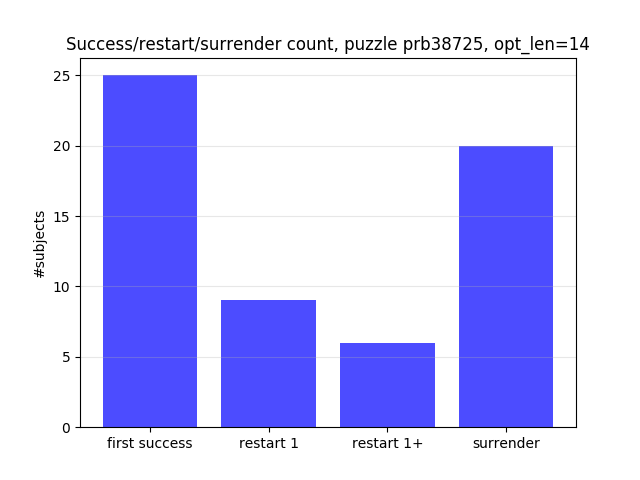 Success/restart/surrender count, puzzle prb38725, opt_len=14
#subjects
25
20
15
10
5
0
first success restart 1 restart 1+ surrender